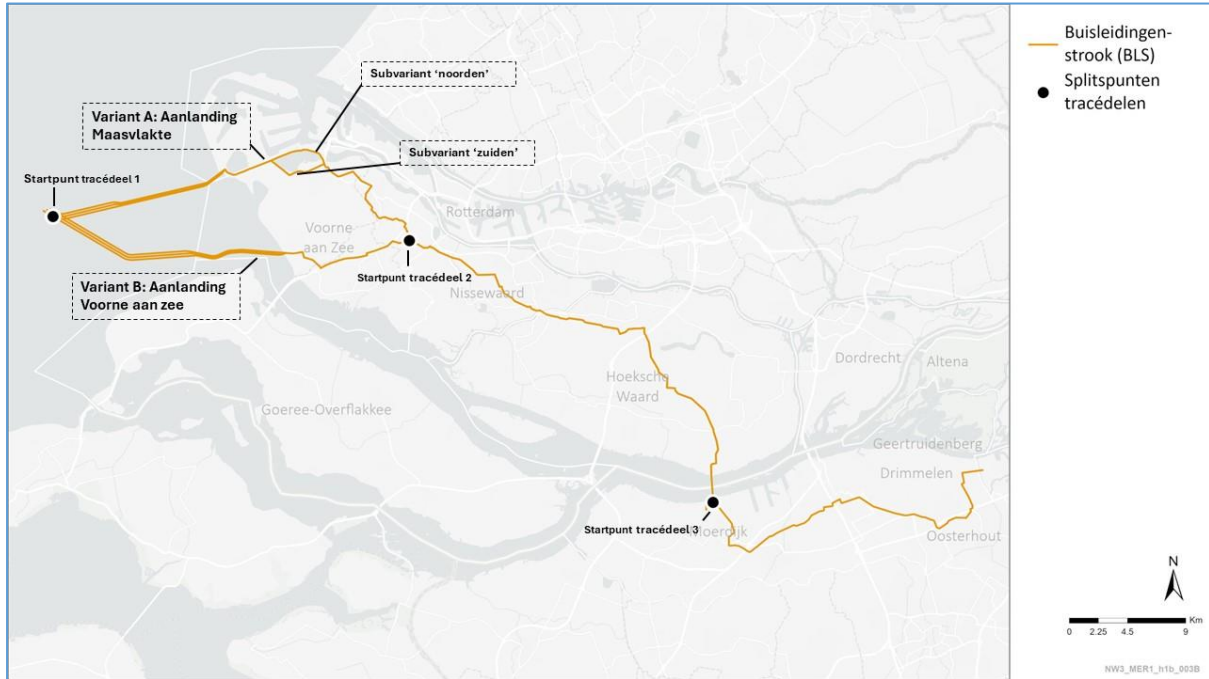 Subvariant ‘noorden’
Variant A: Aanlanding
Maasvlakte
Subvariant ‘zuiden’
Startpunt tracédeel 1
Rotterdam
Voorne
aan Zee
Startpunt tracédeel 2
Variant B: Aanlanding
Voorne aan zee
Nissewaard
Dordrecht
Altena
Hoeksche
Waard
Goeree-Overflakkee
Geertruidenberg
Drimmelen
Startpunt tracédeel 3
Moerdijk
Oosterhout
Buisleidingen-
strook (BLS)
Splitspunten
tracédelen
N
Km
0 2.25 4.5 9
NW3_MER1_h1b_003B